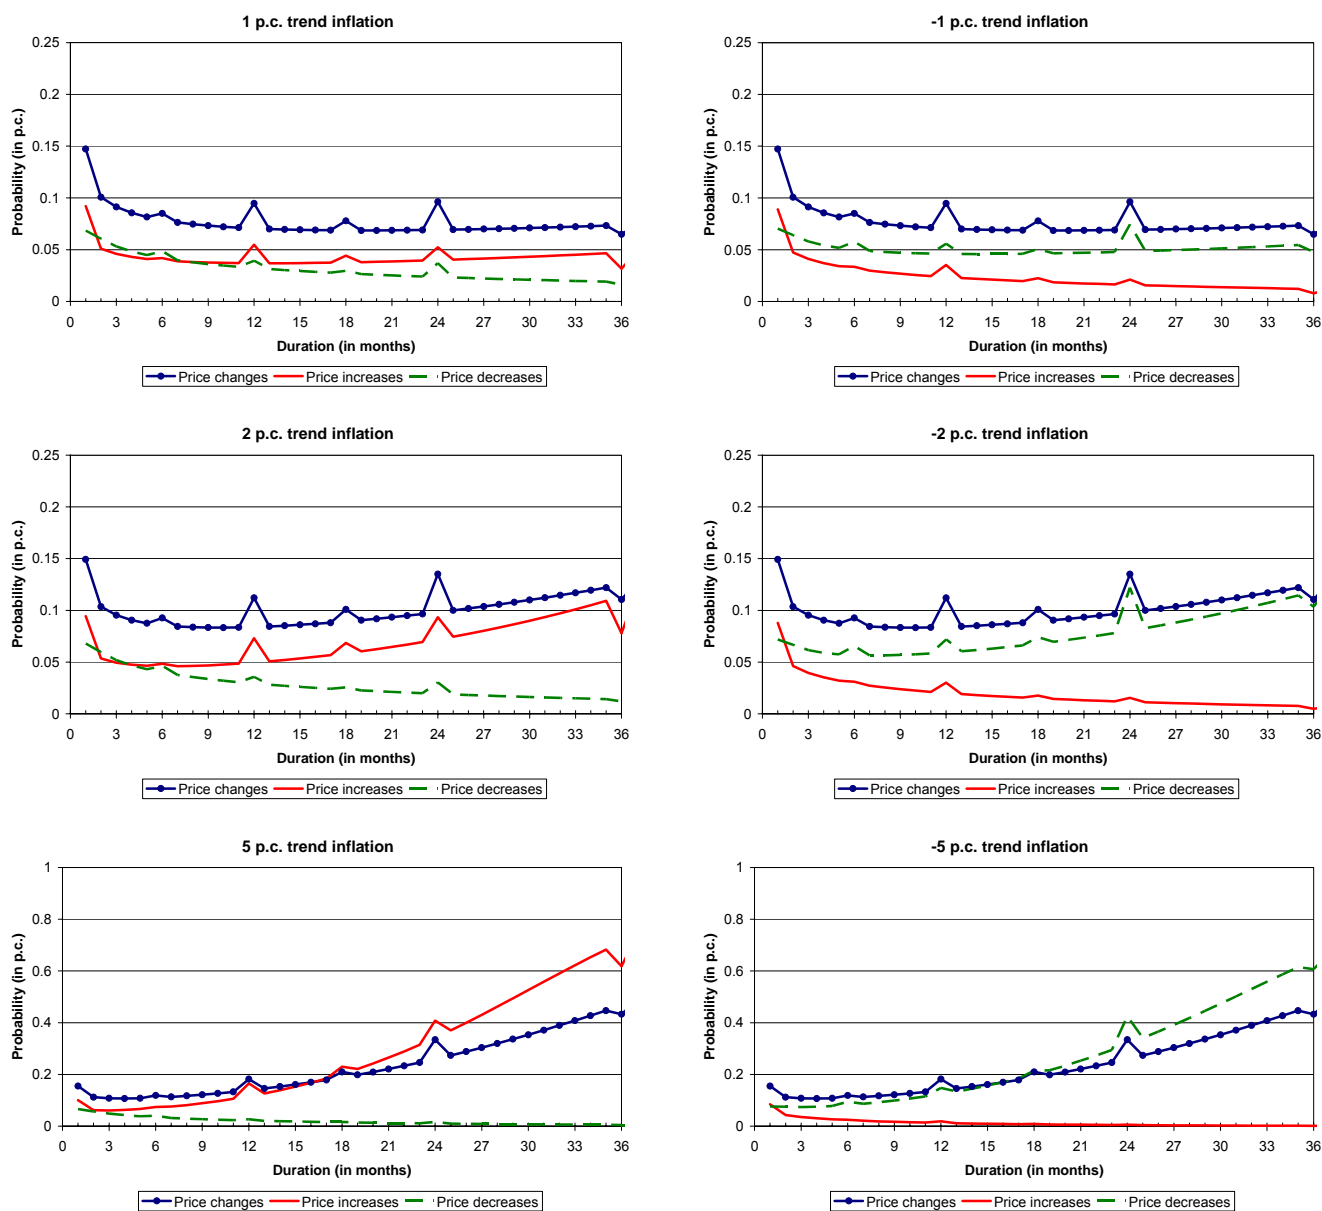 1 p.c. trend inflation
0.25
0.2
0.15
0.1
0.05
0
Probability (in p.c.)
0 3 6 9 12 15 18 21 24 27 30 33 36
Duration (in months)
Price changes Price increases Price decreases
-1 p.c. trend inflation
0.25
0.2
0.15
0.1
0.05
0
Probability (in p.c.)
0 3 6 9 12 15 18 21 24 27 30 33 36
Duration (in months)
Price changes Price increases Price decreases
2 p.c. trend inflation
0.25
0.2
0.15
0.1
0.05
0
Probability (in p.c.)
0 3 6 9 12 15 18 21 24 27 30 33 36
Duration (in months)
Price changes Price increases Price decreases
-2 p.c. trend inflation
0.25
0.2
0.15
0.1
0.05
0
Probability (in p.c.)
0 3 6 9 12 15 18 21 24 27 30 33 36
Duration (in months)
Price changes Price increases Price decreases
5 p.c. trend inflation
1
0.8
0.6
0.4
0.2
0
Probability (in p.c.)
0 3 6 9 12 15 18 21 24 27 30 33 36
Duration (in months)
Price changes Price increases Price decreases
-5 p.c. trend inflation
1
0.8
0.6
0.4
0.2
0
Probability (in p.c.)
0 3 6 9 12 15 18 21 24 27 30 33 36
Duration (in months)
Price changes Price increases Price decreases